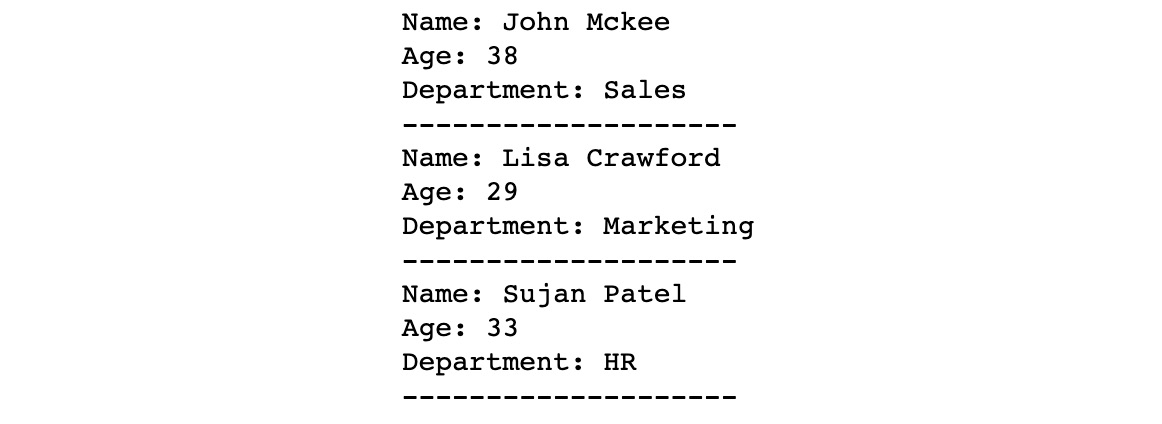 Name: John Mckee
Age: 38
Department: Sales
--------------------
Name: Lisa Crawford
Age: 29
Department: Marketing
--------------------
Name: Sujan Patel
Age: 33
Department: HR
--------------------